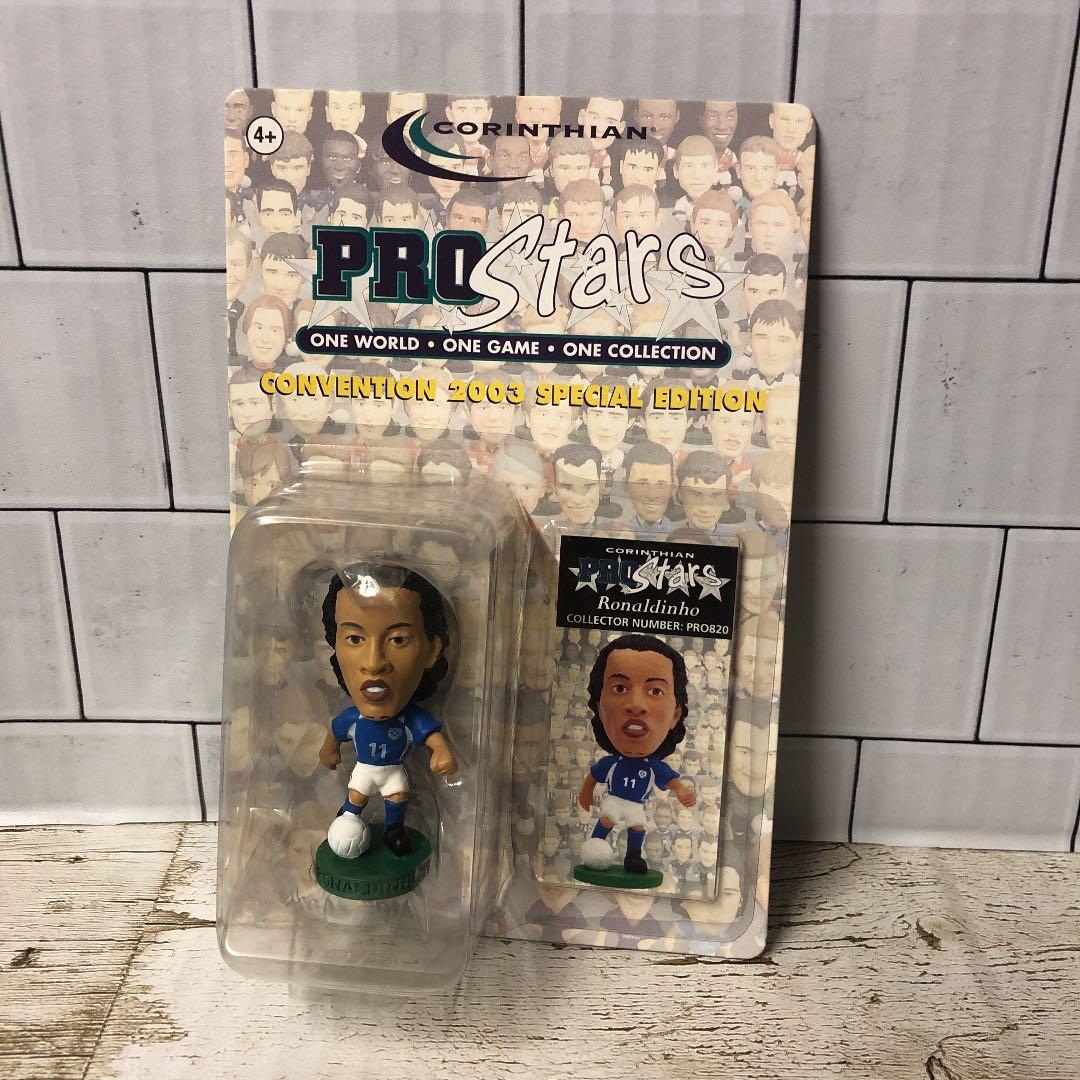 4+
CORINTHIAN
PRO Stars
ONE WORLD • ONE GAME • ONE COLLECTION
CONVENTION 2003 SPECIAL EDITION
CORINTHIAN
PRO Stars
Ronaldinho
COLLECTOR NUMBER: PRO820
11
11
RONALDINHO